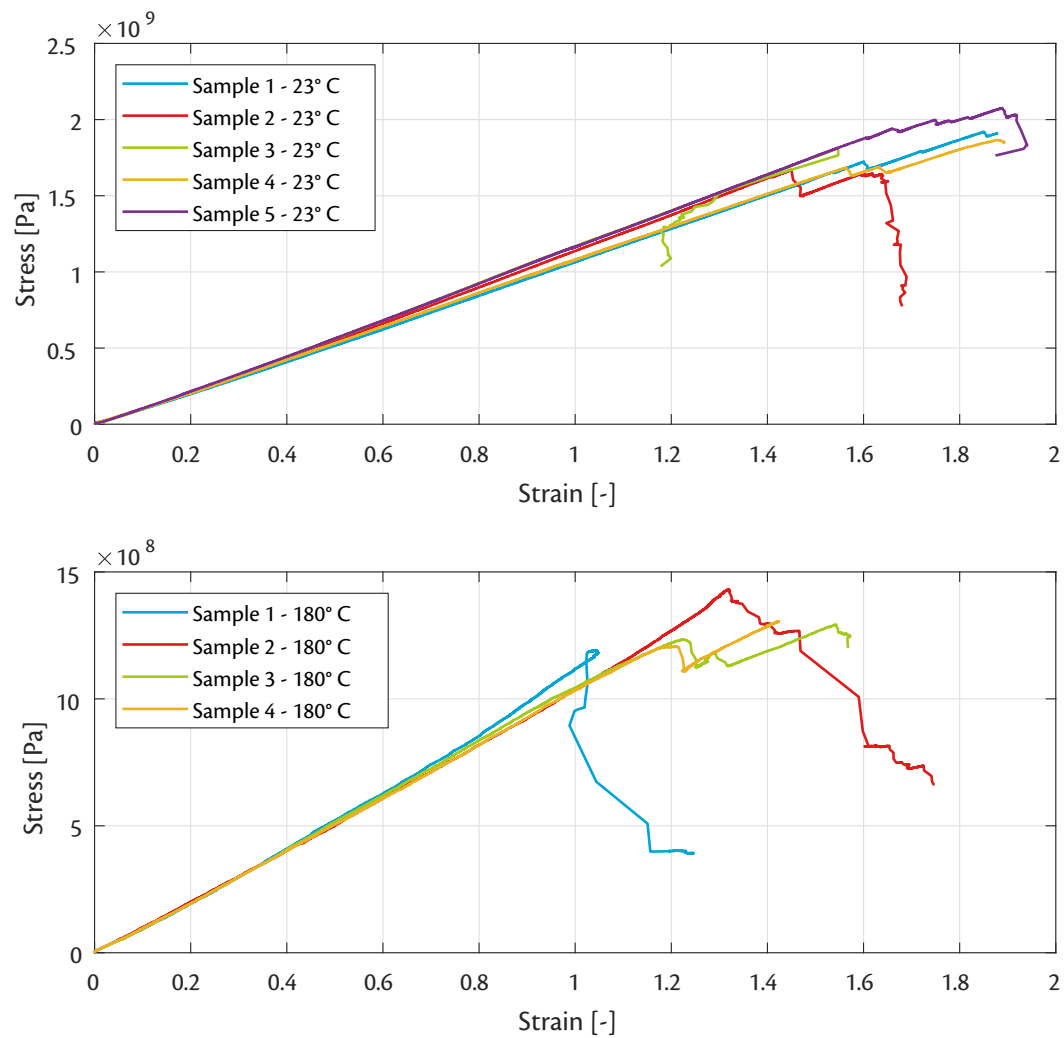 × 10 9
2.5
Sample 1 - 23° C
Sample 2 - 23° C
Sample 3 - 23° C
Sample 4 - 23° C
Sample 5 - 23° C
2
1.5
1
0.5
0
Stress [Pa]
0 0.2 0.4 0.6 0.8 1 1.2 1.4 1.6 1.8 2
Strain [-]
× 10 8
15
Sample 1 - 180° C
Sample 2 - 180° C
Sample 3 - 180° C
Sample 4 - 180° C
10
5
0
Stress [Pa]
0 0.2 0.4 0.6 0.8 1 1.2 1.4 1.6 1.8 2
Strain [-]